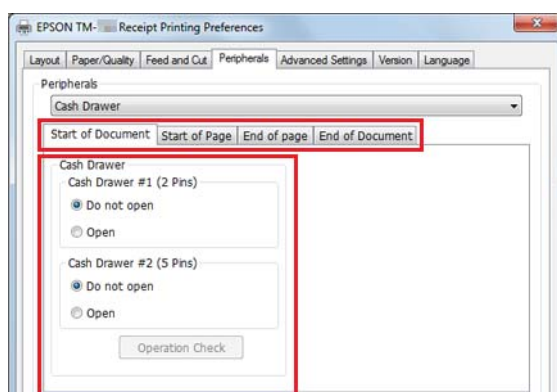 EPSON TM- Receipt Printing Preferences
Layout Paper/Quality Feed and Cut Peripherals Advanced Settings Version Language
Peripherals
Cash Drawer
Start of Document Start of Page End of page End of Document
Cash Drawer
Cash Drawer #1 (2 Pins)
Do not open
Open
Cash Drawer #2 (5 Pins)
Do not open
Open
Operation Check